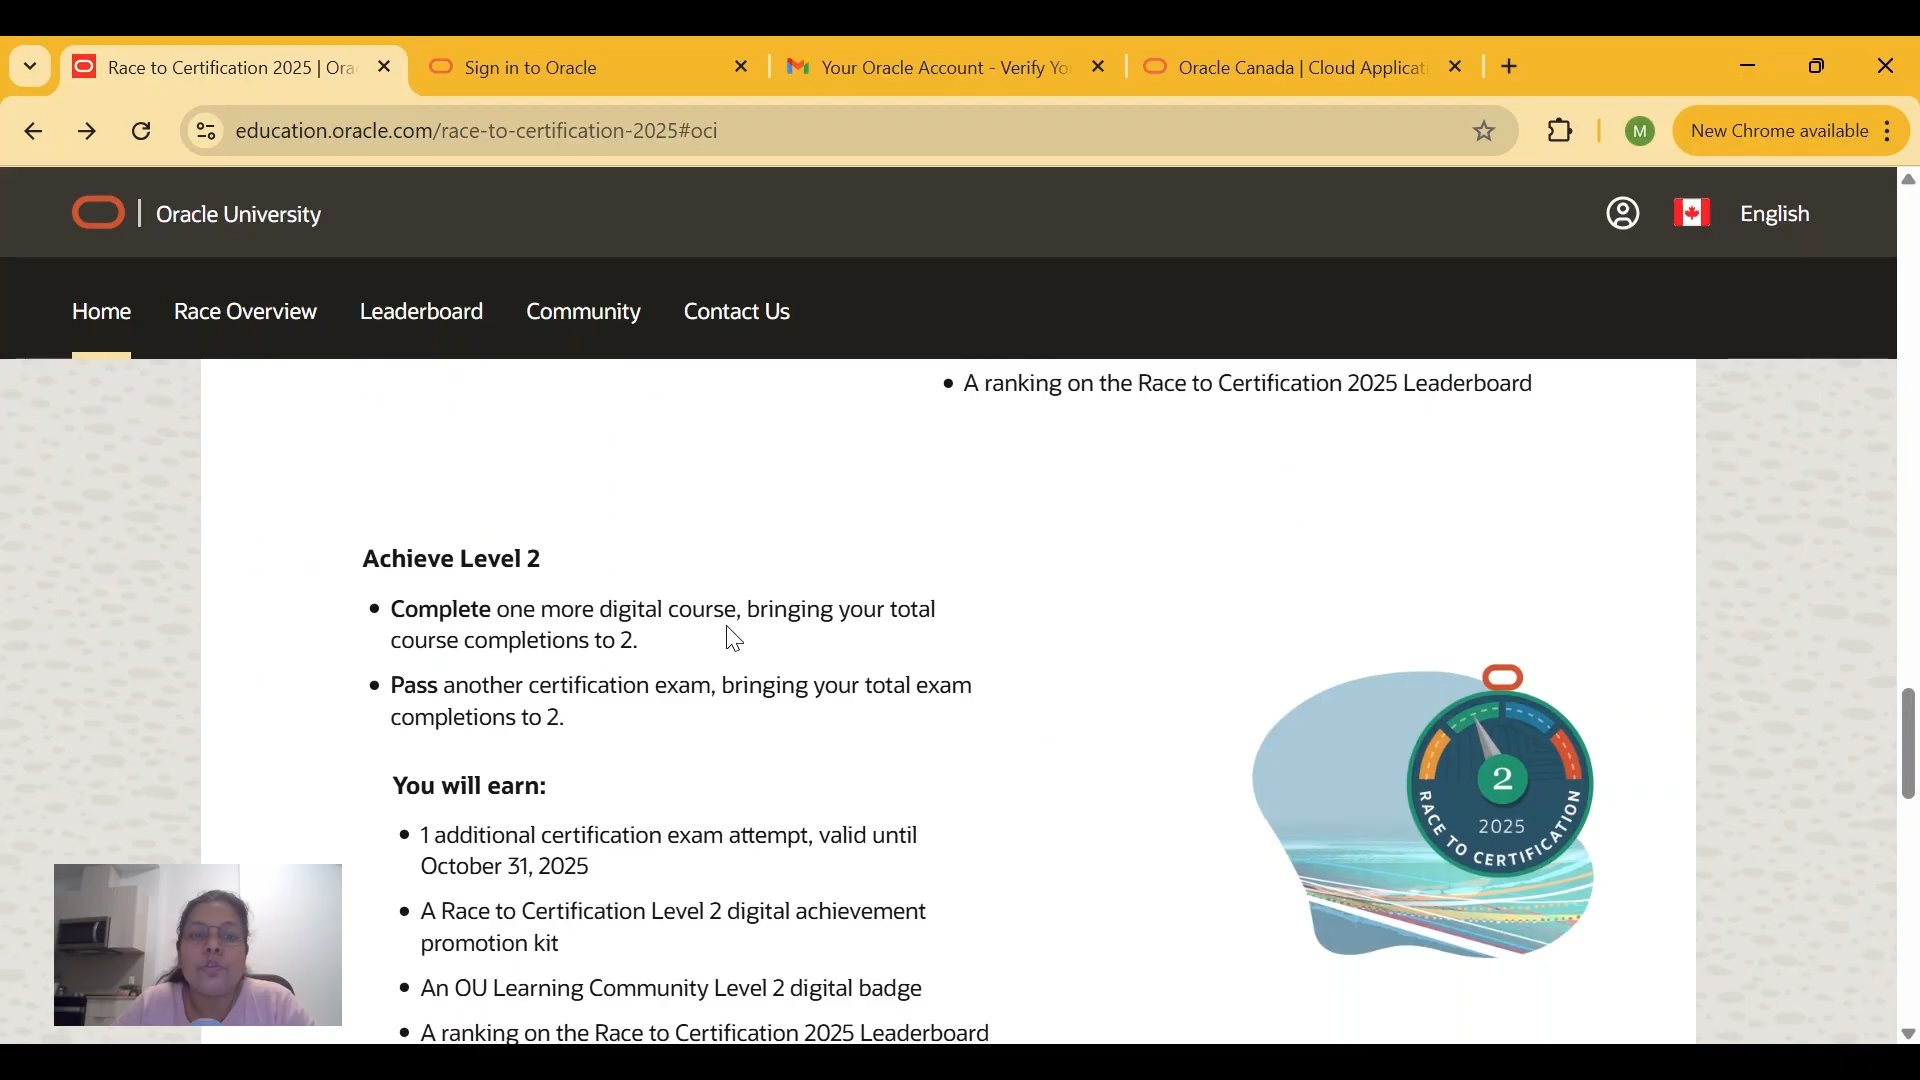 Race to Certification 2025 | Ora
Sign in to Oracle
Your Oracle Account - Verify Yo
Oracle Canada | Cloud Applicati
education.oracle.com/race-to-certification-2025#oci
M
New Chrome available
Oracle University
English
Home
Race Overview
Leaderboard
Community
Contact Us
• A ranking on the Race to Certification 2025 Leaderboard
Achieve Level 2
• Complete one more digital course, bringing your total
course completions to 2.
• Pass another certification exam, bringing your total exam
completions to 2.
You will earn:
• 1 additional certification exam attempt, valid until
October 31, 2025
• A Race to Certification Level 2 digital achievement
promotion kit
• An OU Learning Community Level 2 digital badge
• A ranking on the Race to Certification 2025 Leaderboard
2
2025
RACE TO CERTIFICATION